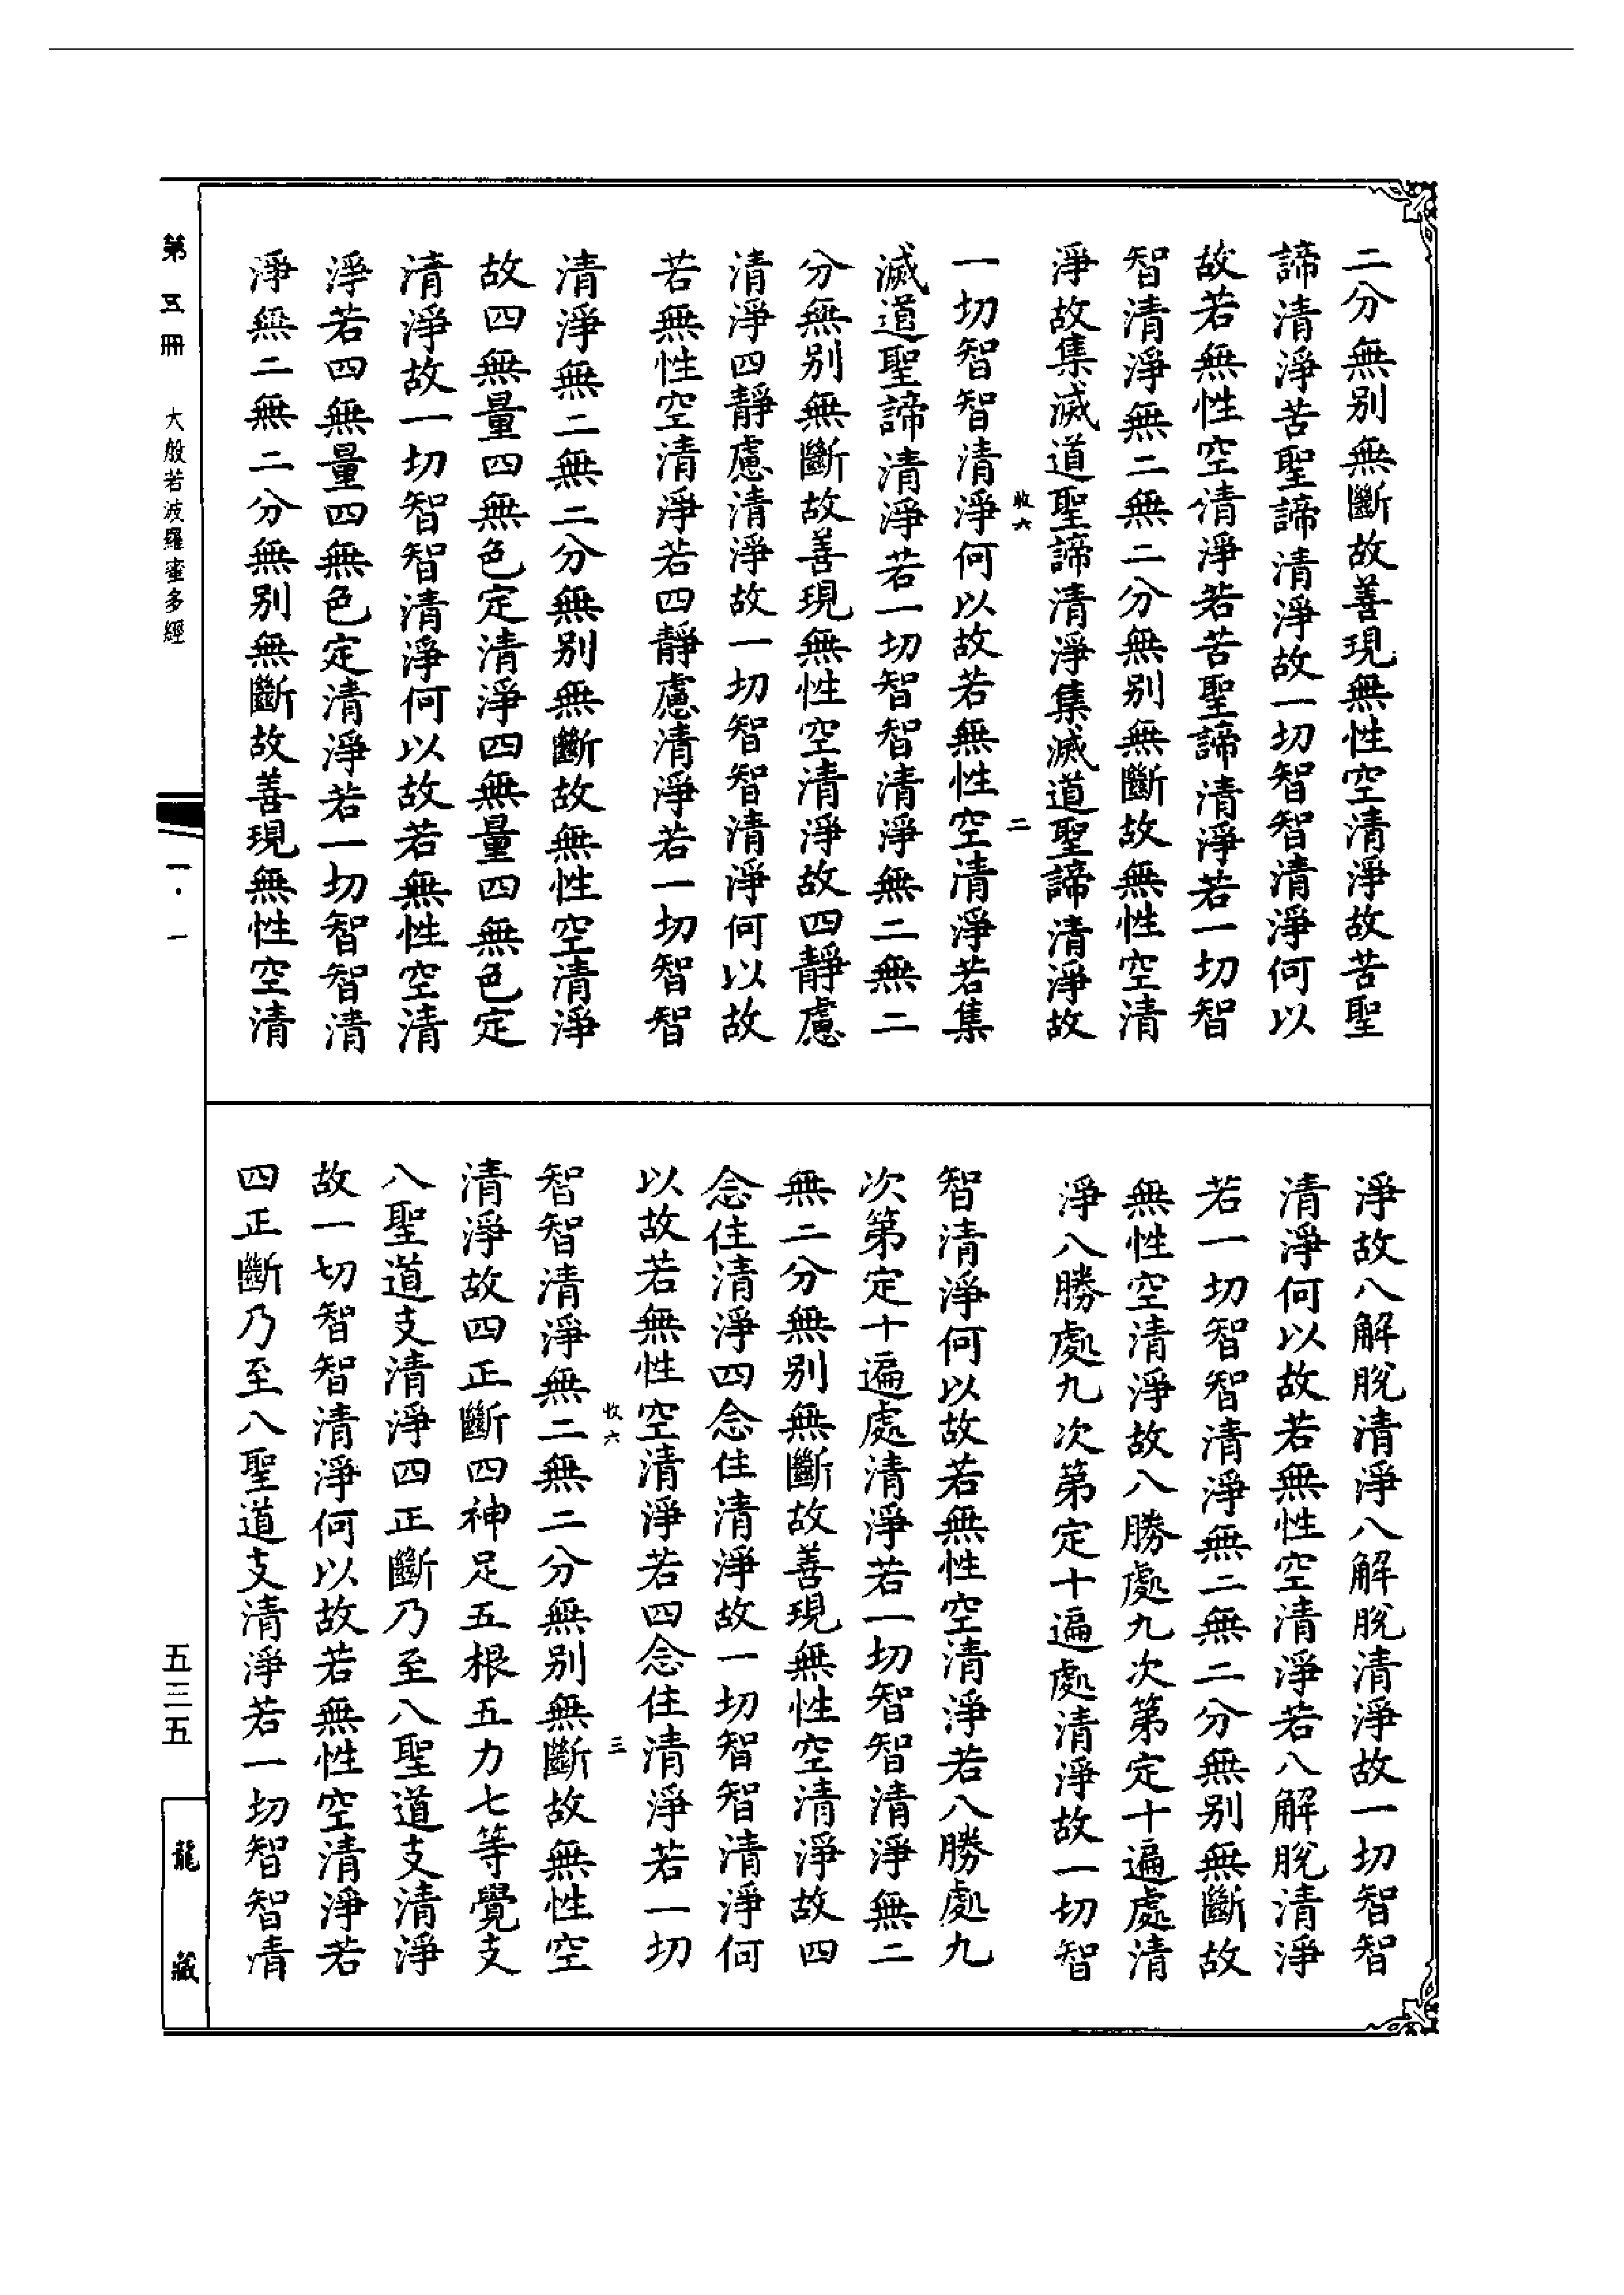 二分無别無斷故善現無性空清淨故苦聖
諦清淨苦聖諦清淨故一切智智清淨何以
故若無性空清淨若苦聖諦清淨若一切智
智清淨無二無二分無别無斷故無性空清
淨故集滅道聖諦清淨集滅道聖諦清淨故
收六 二
一切智智清淨何以故若無性空清淨若集
滅道聖諦清淨若一切智智清淨無二無二
分無别無斷故善現無性空清淨故四靜慮
清淨四靜慮清淨故一切智智清淨何以故
若無性空清淨若四靜慮清淨若一切智智
清淨無二無二分無别無斷故無性空清淨
故四無量四無色定清淨四無量四無色定
清淨故一切智智清淨何以故若無性空清
淨若四無量四無色定清淨若一切智智清
淨無二無二分無别無斷故善現無性空清
淨故八解脫清淨八解脫清淨故一切智智
清淨何以故若無性空清淨若八解脫清淨
若一切智智清淨無二無二分無别無斷故
無性空清淨故八勝處九次第定十遍處清
淨八勝處九次第定十遍處清淨故一切智
智清淨何以故若無性空清淨若八勝處九
次第定十遍處清淨若一切智智清淨無二
無二分無别無斷故善現無性空清淨故四
念住清淨四念住清淨故一切智智清淨何
以故若無性空清淨若四念住清淨若一切
收六 三
智智清淨無二無二分無别無斷故無性空
清淨故四正斷四神足五根五力七等覺支
八聖道支清淨四正斷乃至八聖道支清淨
故一切智智清淨何以故若無性空清淨若
四正斷乃至八聖道支清淨若一切智智清
第五冊 大般若波羅蜜多經
一·一
五三五
龍藏